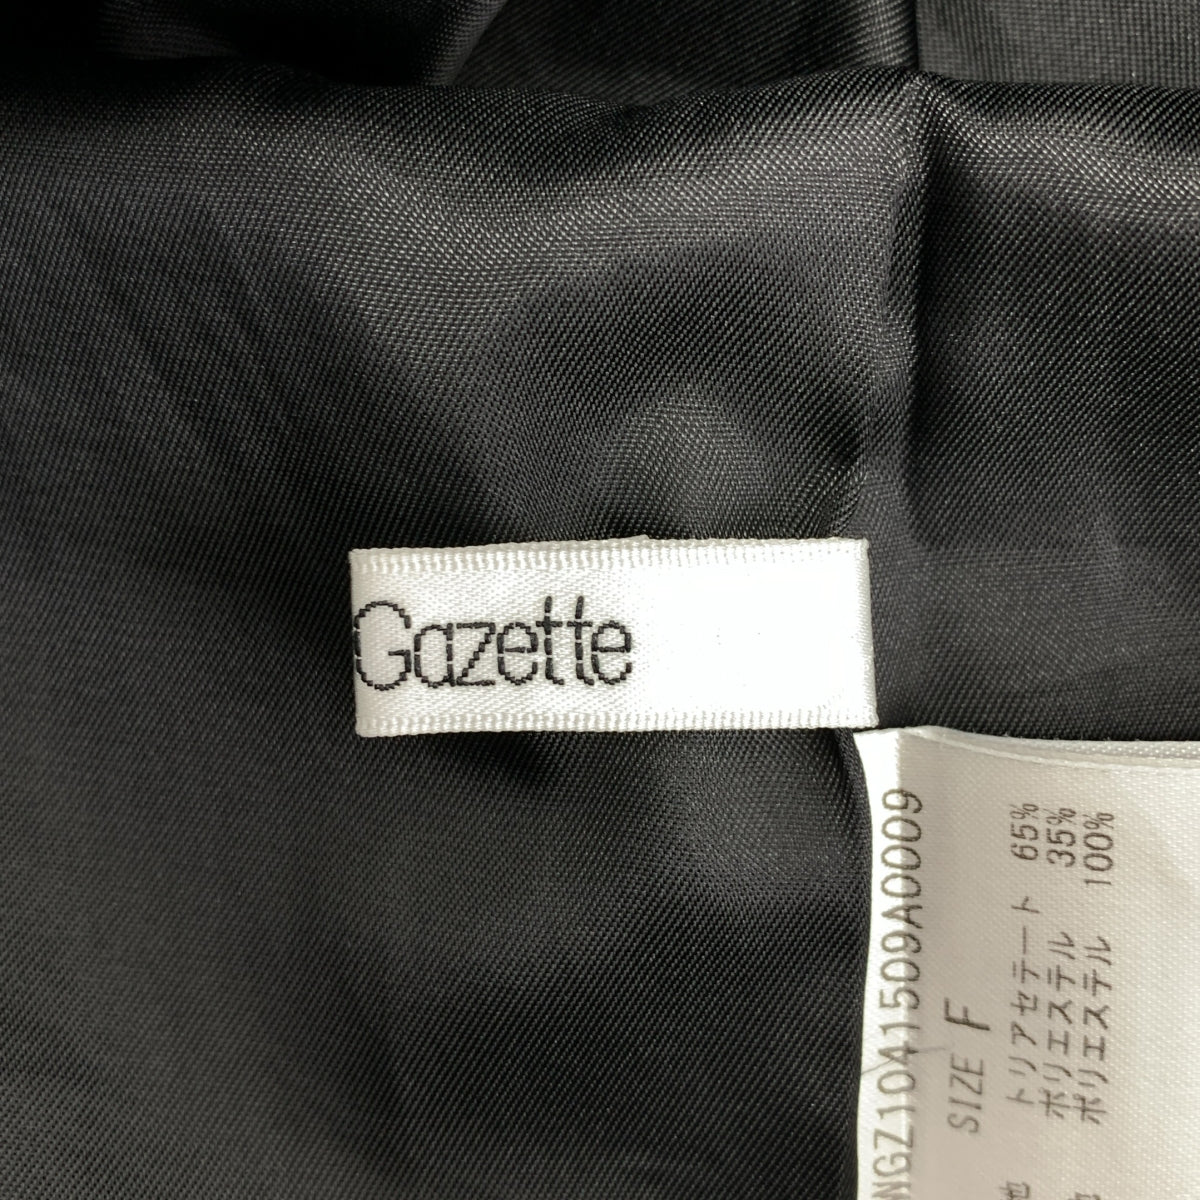 Gazette
NGZ1041509A0009
SIZE F
トリアセテート 65%
ポリエステル 35%
ポリエステル 100%